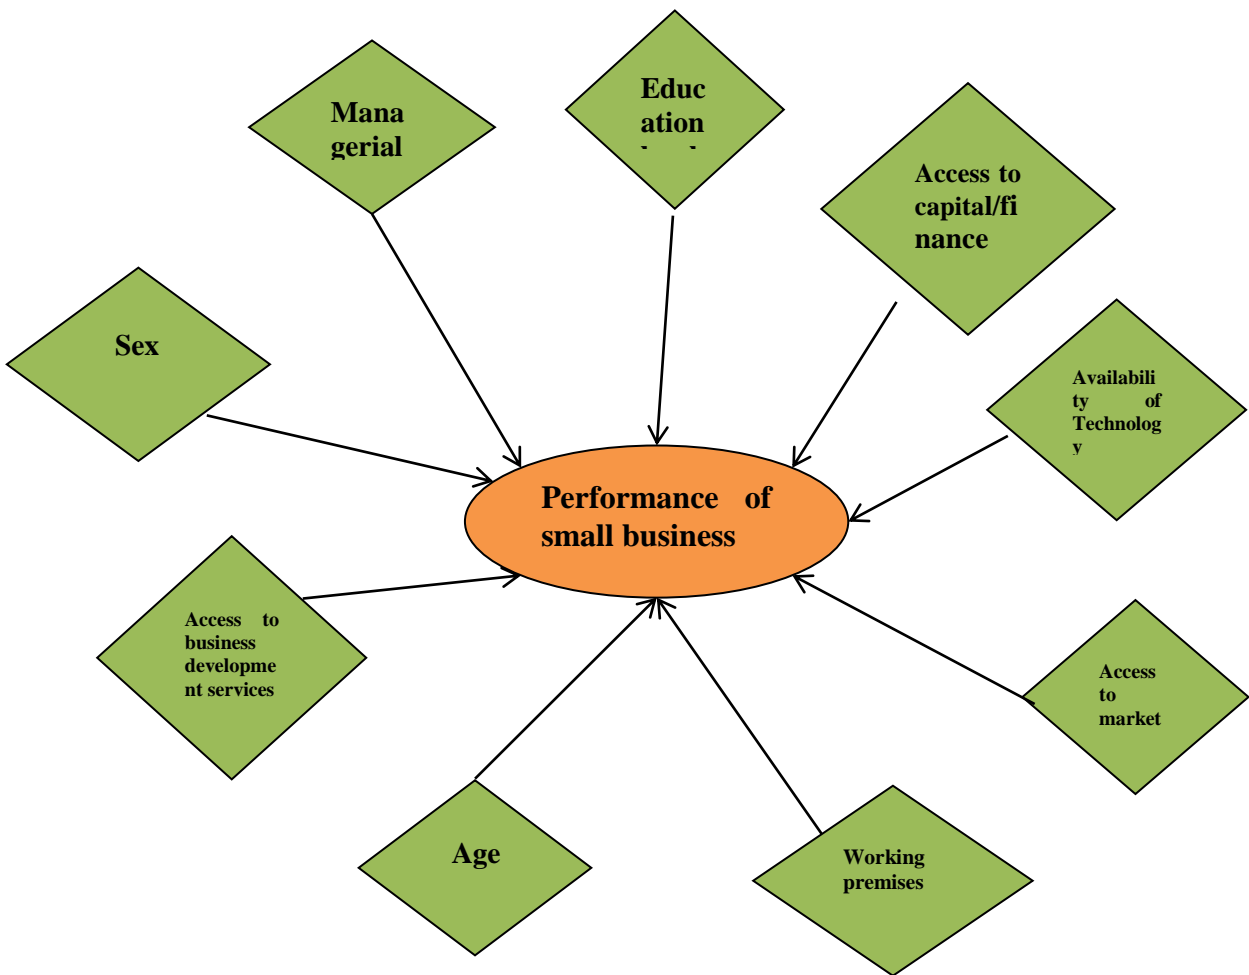 Mana
gerial
Educ
ation
Access to
capital/fi
nance
Sex
Availabili
ty of
Technolog
y
Performance of
small business
Access to
business
developme
nt services
Access
to
market
Age
Working
premises